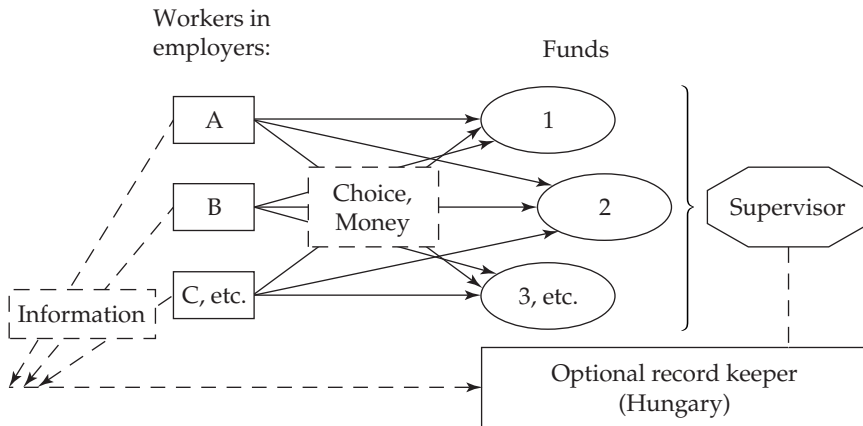 Workers in
employers:
Funds
A
1
Choice,
Money
B
2
Supervisor
C, etc.
3, etc.
Information
Optional record keeper
(Hungary)